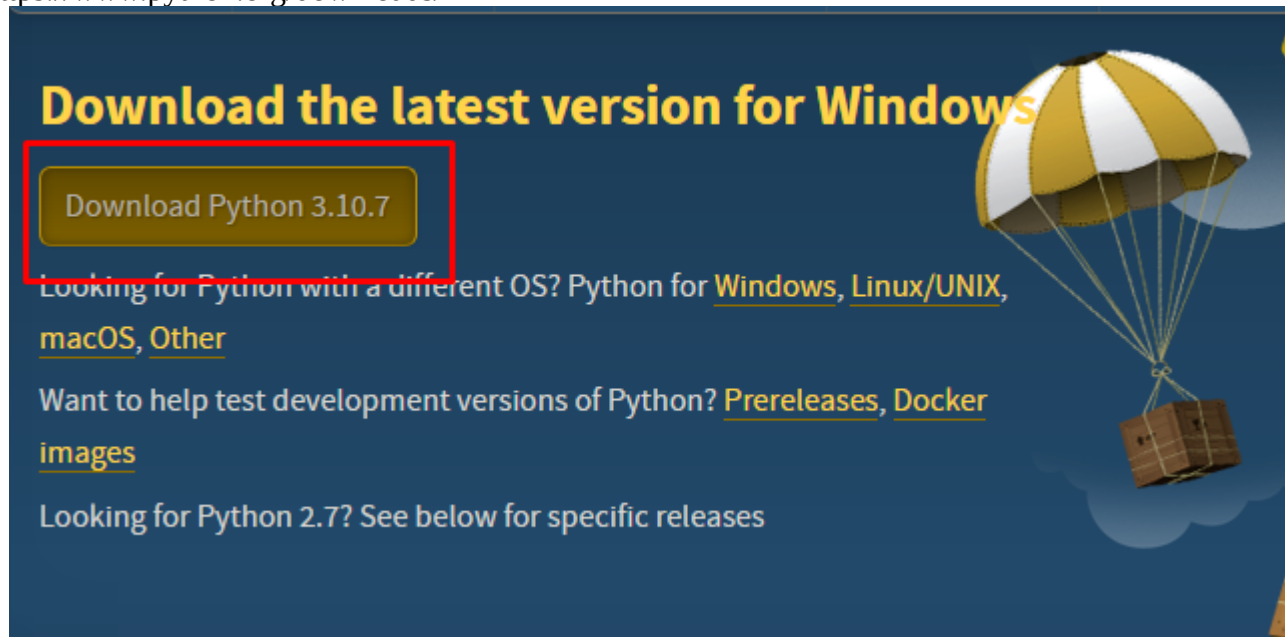 Download the latest version for Windows
Download Python 3.10.7
Looking for Python with a different OS? Python for Windows, Linux/UNIX,
macOS, Other
Want to help test development versions of Python? Prereleases, Docker
images
Looking for Python 2.7? See below for specific releases